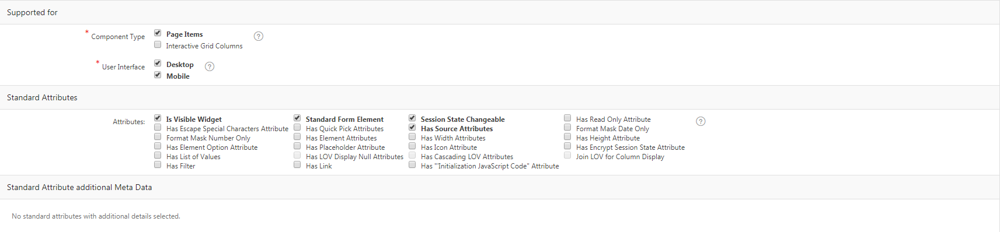 Supported for
* Component Type Page Items ?
Interactive Grid Columns
* User Interface Desktop ?
Mobile
Standard Attributes
Attributes: Is Visible Widget Standard Form Element Session State Changeable Has Read Only Attribute ?
Has Escape Special Characters Attribute Has Quick Pick Attributes Has Source Attributes Format Mask Date Only
Format Mask Number Only Has Element Attributes Has Width Attributes Has Height Attribute
Has Element Option Attribute Has Placeholder Attribute Has Icon Attribute Has Encrypt Session State Attribute
Has List of Values Has LOV Display Null Attributes Has Cascading LOV Attributes Join LOV for Column Display
Has Filter Has Link Has "'Initialization JavaScript Code" Attribute
Standard Attribute additional Meta Data
No standard attributes with additional details selected.